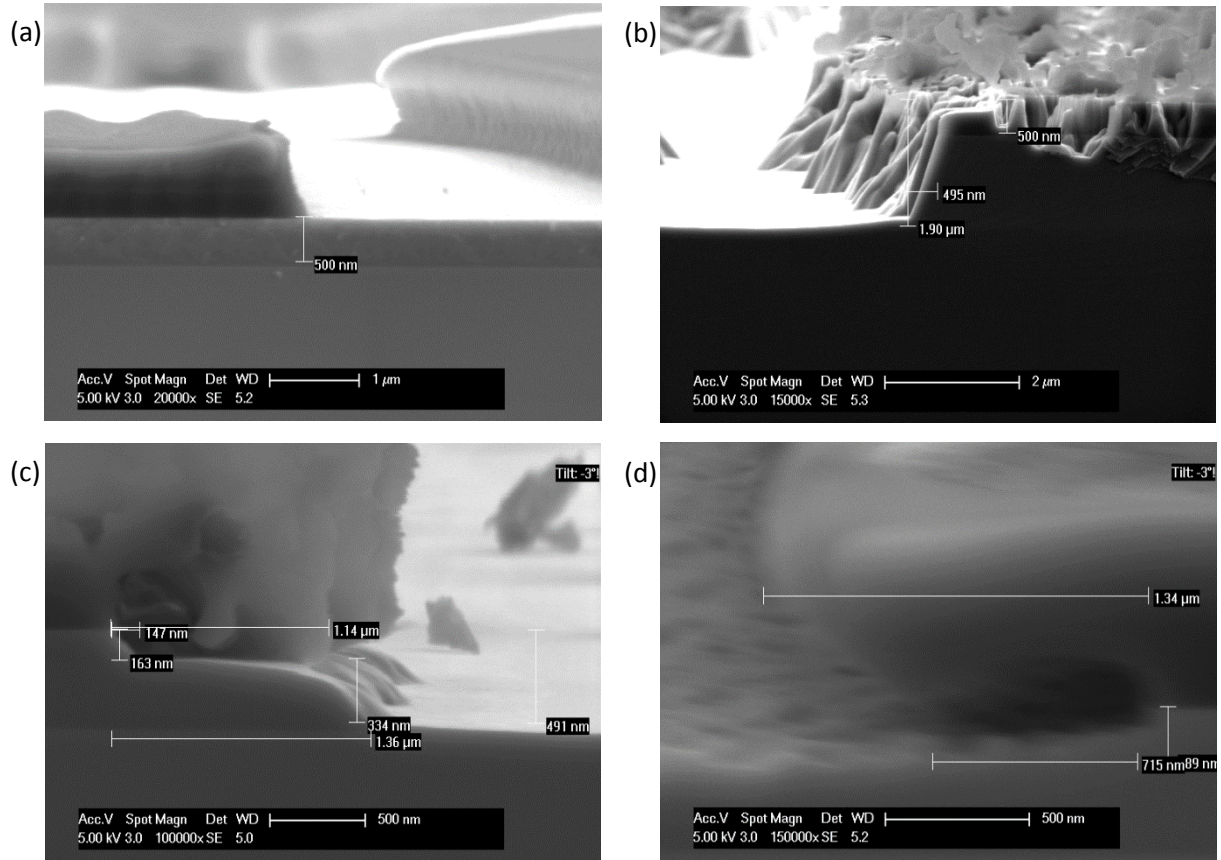 (a)
500 nm
Acc.V Spot Magn Det WD 1 μm
5.00 kV 3.0 20000x SE 5.2
(b)
500 nm
495 nm
1.90 μm
Acc.V Spot Magn Det WD 2 μm
5.00 kV 3.0 15000x SE 5.3
(c)
Tilt: -3°!
147 nm 1.14 μm
163 nm
334 nm 491 nm
1.36 μm
Acc.V Spot Magn Det WD 500 nm
5.00 kV 3.0 100000x SE 5.0
(d)
Tilt: -3°!
1.34 μm
715 nm 89 nm
Acc.V Spot Magn Det WD 500 nm
5.00 kV 3.0 150000x SE 5.2